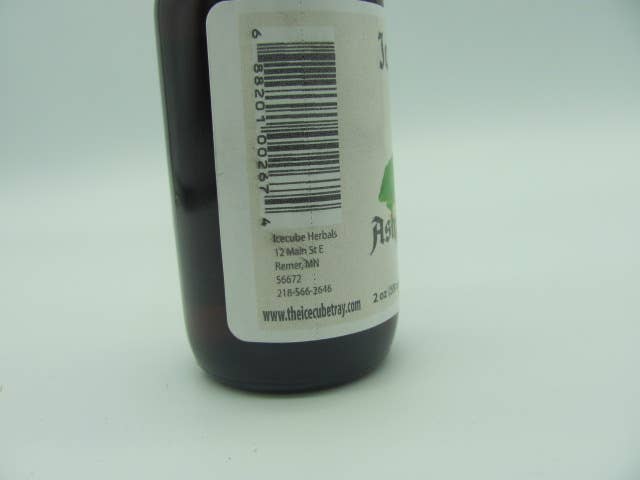 6 88201 00267 4
Icecube Herbals
12 Main St E
Remer, MN
56672
218-566-2646
www.theicecubetray.com
2 oz